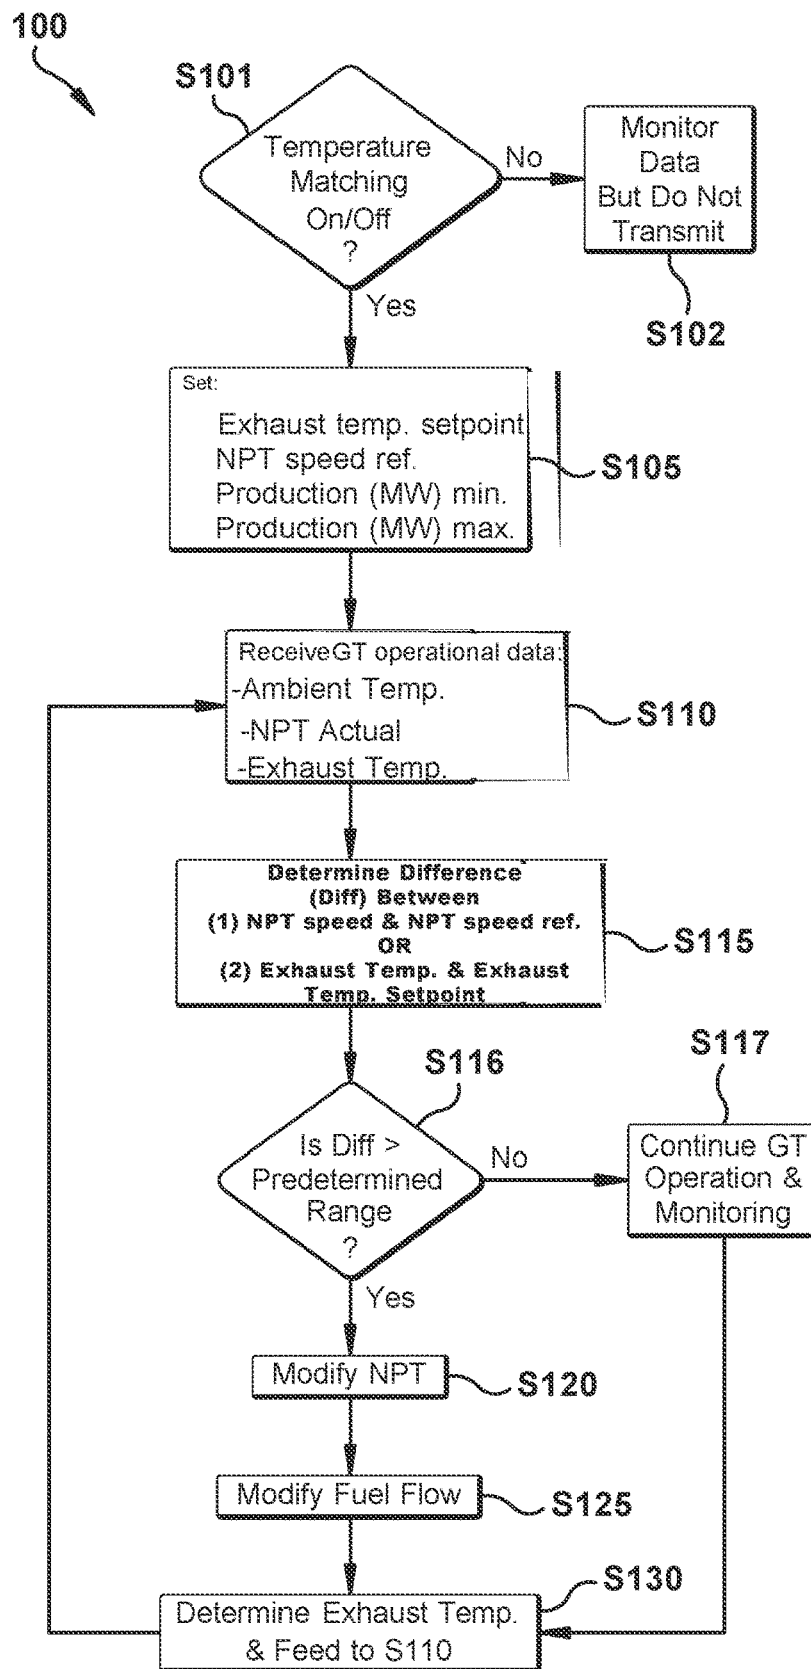 100
S101
Temperature
Matching
On/Off
?
No
Monitor
Data
But Do Not
Transmit
S102
Yes
Set:
Exhaust temp. setpoint
NPT speed ref.
Production (MW) min.
Production (MW) max.
S105
ReceiveGT operational data:
-Ambient Temp.
-NPT Actual
-Exhaust Temp.
S110
Determine Difference
(Diff) Between
(1) NPT speed & NPT speed ref.
OR
(2) Exhaust Temp. & Exhaust
Temp. Setpoint
S115
S116
Is Diff >
Predetermined
Range
?
No
S117
Continue GT
Operation &
Monitoring
Yes
Modify NPT
S120
Modify Fuel Flow
S125
S130
Determine Exhaust Temp.
& Feed to S110